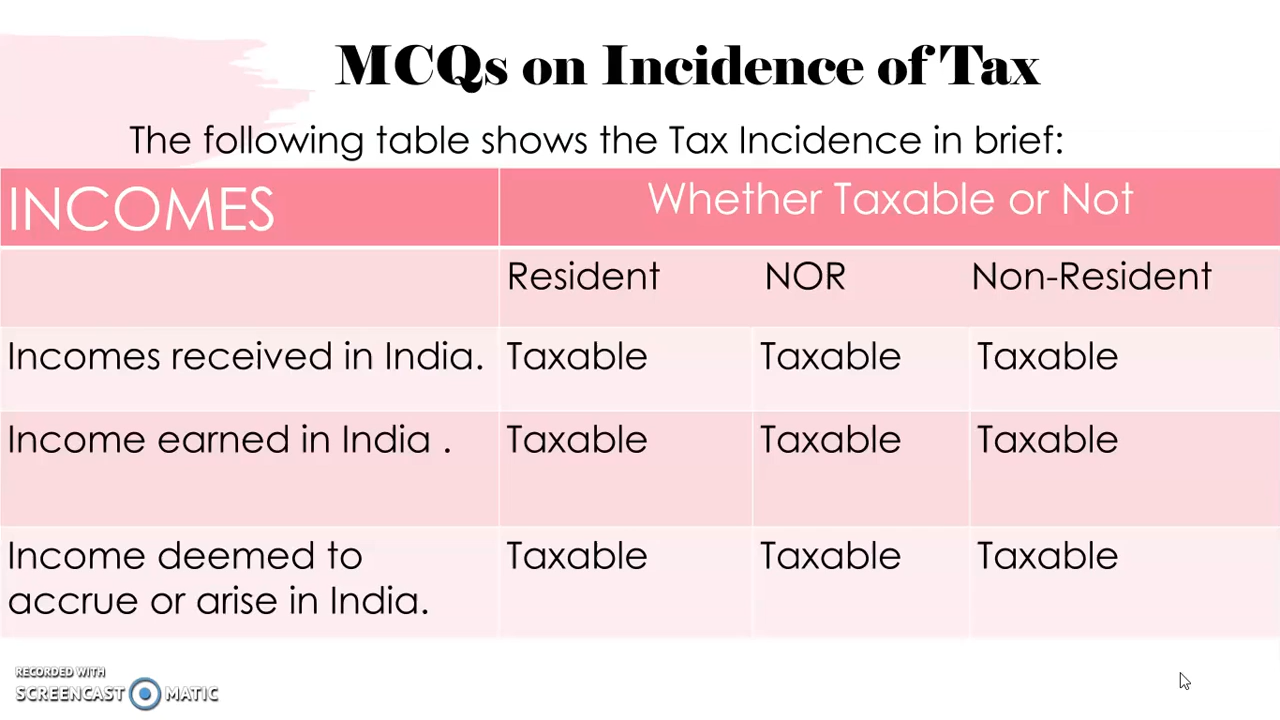 MCQs on Incidence of Tax
The following table shows the Tax Incidence in brief:
INCOMES Whether Taxable or Not
Resident NOR Non-Resident
Incomes received in India. Taxable Taxable Taxable
Income earned in India . Taxable Taxable Taxable
Income deemed to Taxable Taxable Taxable
accrue or arise in India.
RECORDED WITH
SCREENCAST MATIC